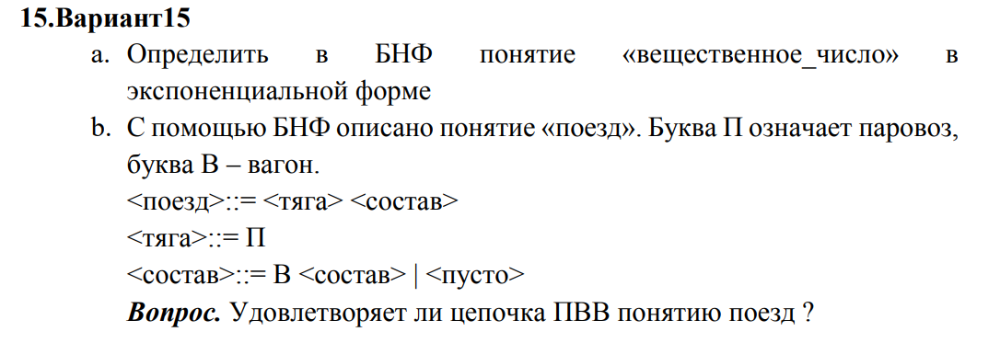 15.Вариант15
a. Определить в БНФ понятие «вещественное_число» в
экспоненциальной форме
b. С помощью БНФ описано понятие «поезд». Буква П означает паровоз,
буква В – вагон.
<поезд>::= <тяга> <состав>
<тяга>::= П
<состав>::= В <состав> | <пусто>
Вопрос. Удовлетворяет ли цепочка ПВВ понятию поезд ?